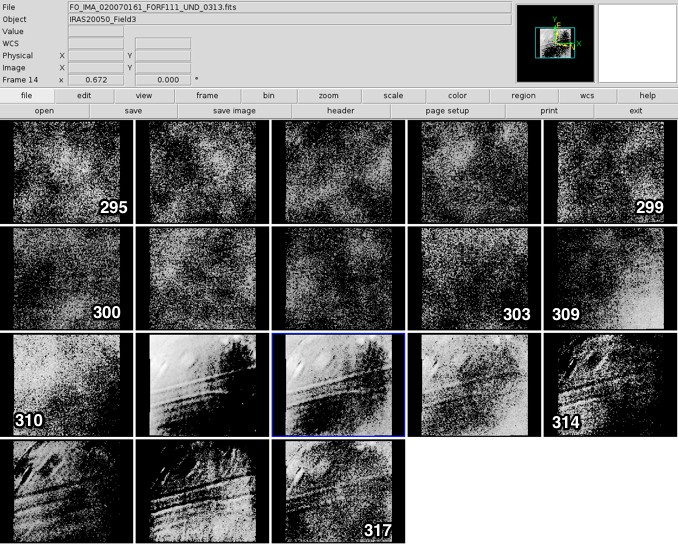 File F0_IMA_020070161_FORF111_UND_0313.fits
Object IRAS20050_Field3
Value
WCS
Physical X Y
Image X Y
Frame 14 x 0.672 0.000 °
Y E X
file edit view frame bin zoom scale color region wcs help
open save save image header page setup print exit
295 299
300 303 309
310 314
317